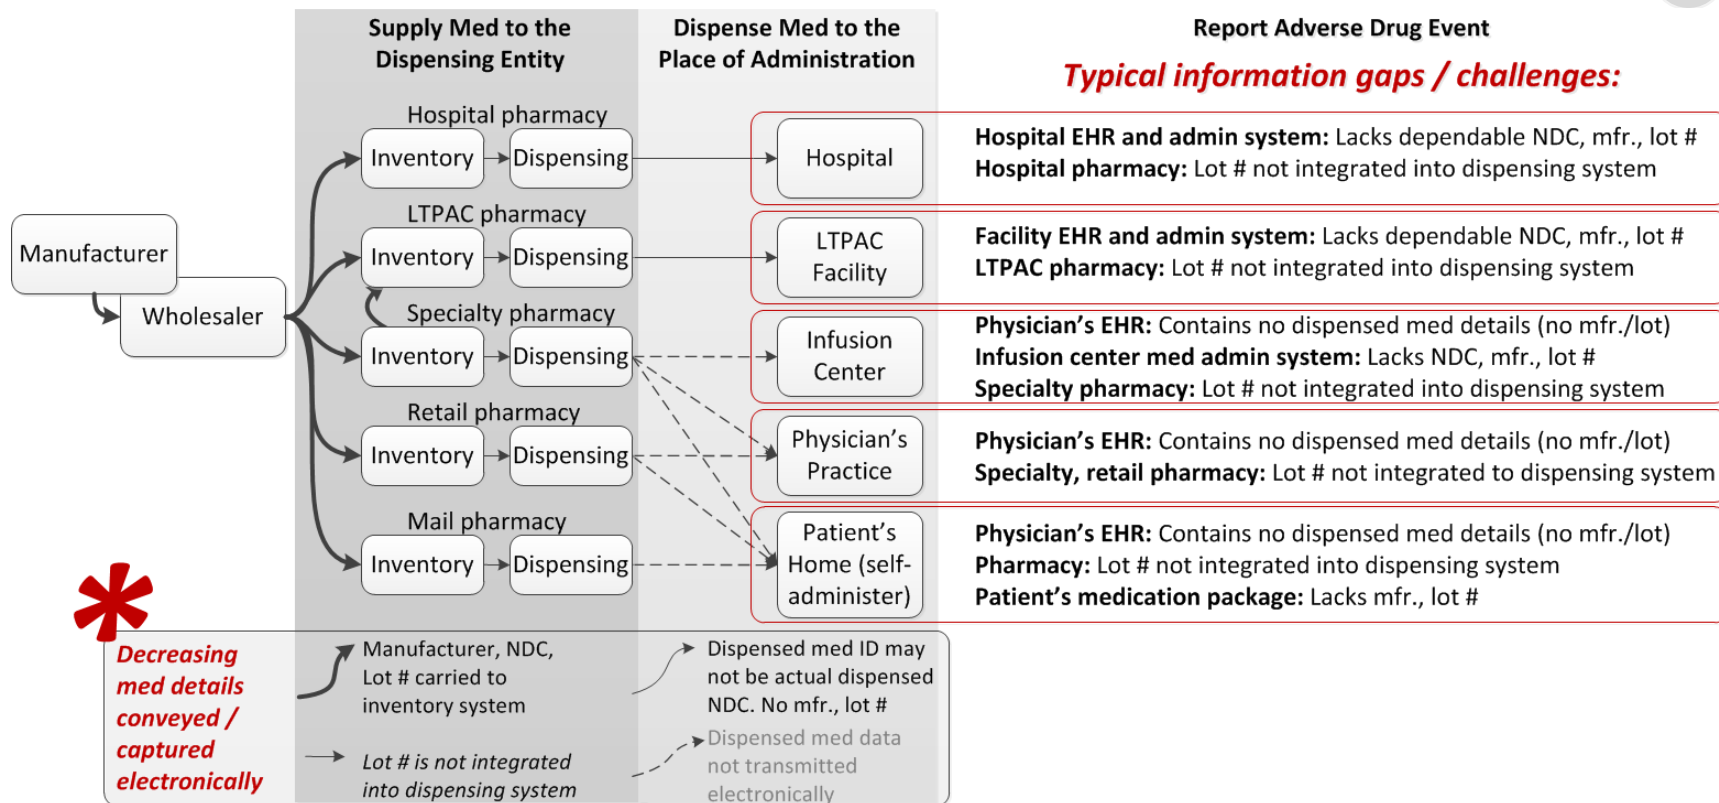 Supply Med to the
Dispensing Entity
Dispense Med to the
Place of Administration
Report Adverse Drug Event
Typical information gaps / challenges:
Manufacturer
Wholesaler
Hospital pharmacy
Inventory
Dispensing
Hospital
Hospital EHR and admin system: Lacks dependable NDC, mfr., lot #
Hospital pharmacy: Lot # not integrated into dispensing system
LTPAC pharmacy
Inventory
Dispensing
LTPAC
Facility
Facility EHR and admin system: Lacks dependable NDC, mfr., lot #
LTPAC pharmacy: Lot # not integrated into dispensing system
Specialty pharmacy
Inventory
Dispensing
Infusion
Center
Physician’s EHR: Contains no dispensed med details (no mfr./lot)
Infusion center med admin system: Lacks NDC, mfr., lot #
Specialty pharmacy: Lot # not integrated into dispensing system
Retail pharmacy
Inventory
Dispensing
Physician’s
Practice
Physician’s EHR: Contains no dispensed med details (no mfr./lot)
Specialty, retail pharmacy: Lot # not integrated to dispensing system
Mail pharmacy
Inventory
Dispensing
Patient’s
Home (self-
administer)
Physician’s EHR: Contains no dispensed med details (no mfr./lot)
Pharmacy: Lot # not integrated into dispensing system
Patient’s medication package: Lacks mfr., lot #
*
Decreasing
med details
conveyed /
captured
electronically
Manufacturer, NDC,
Lot # carried to
inventory system
Lot # is not integrated
into dispensing system
Dispensed med ID may
not be actual dispensed
NDC. No mfr., lot #
Dispensed med data
not transmitted
electronically